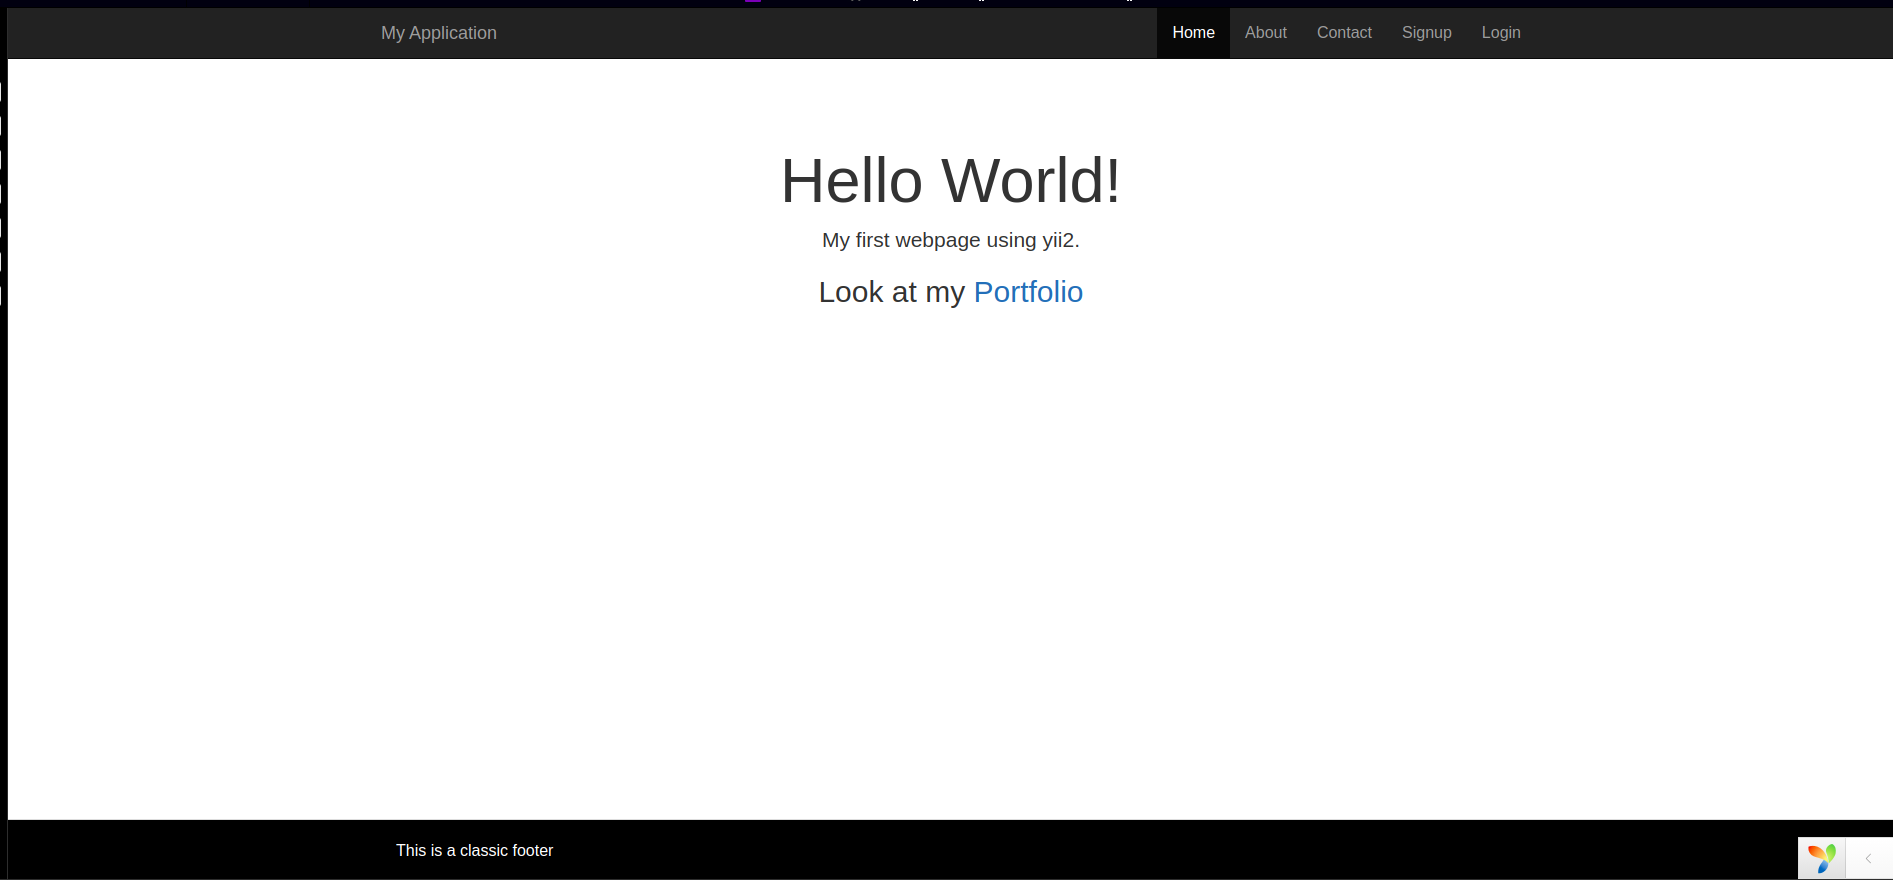 My Application Home About Contact Signup Login
Hello World!
My first webpage using yii2.
Look at my Portfolio
This is a classic footer